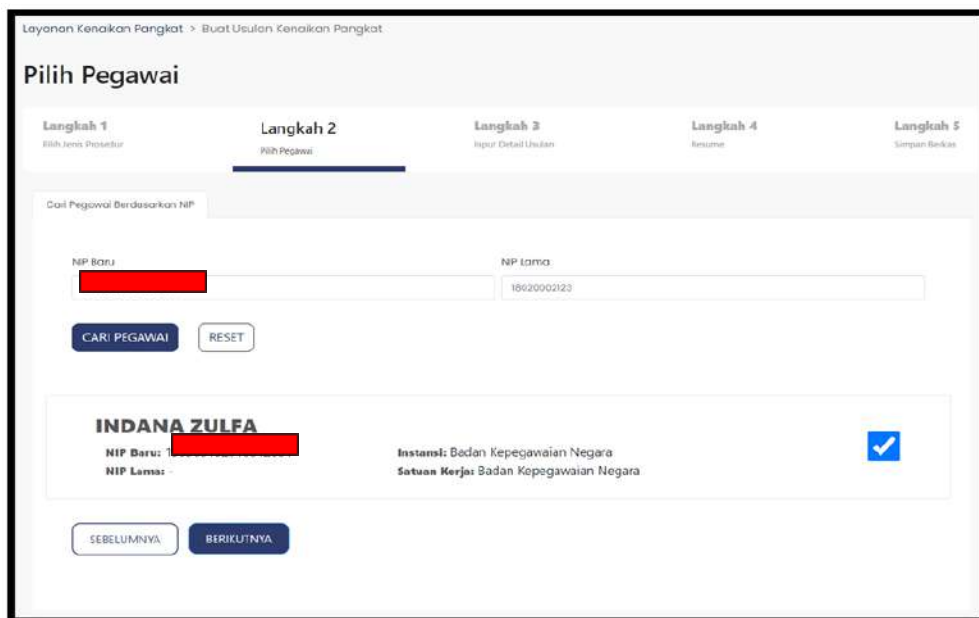 Layanan Kenaikan Pangkat > Buat Usulan Kenaikan Pangkat
Pilih Pegawai
Langkah 1 Langkah 2 Langkah 3 Langkah 4 Langkah 5
Pilih Jenis Prosedur Pilih Pegawai Input Detail Usulan Resume Simpan Berkas
Cari Pegawai Berdasarkan NIP
NIP Baru NIP Lama
18020002123
CARI PEGAWAI RESET
INDANA ZULFA
NIP Baru: Instansi: Badan Kepegawaian Negara
NIP Lama: - Satuan Kerja: Badan Kepegawaian Negara
SEBELUMNYA BERIKUTNYA